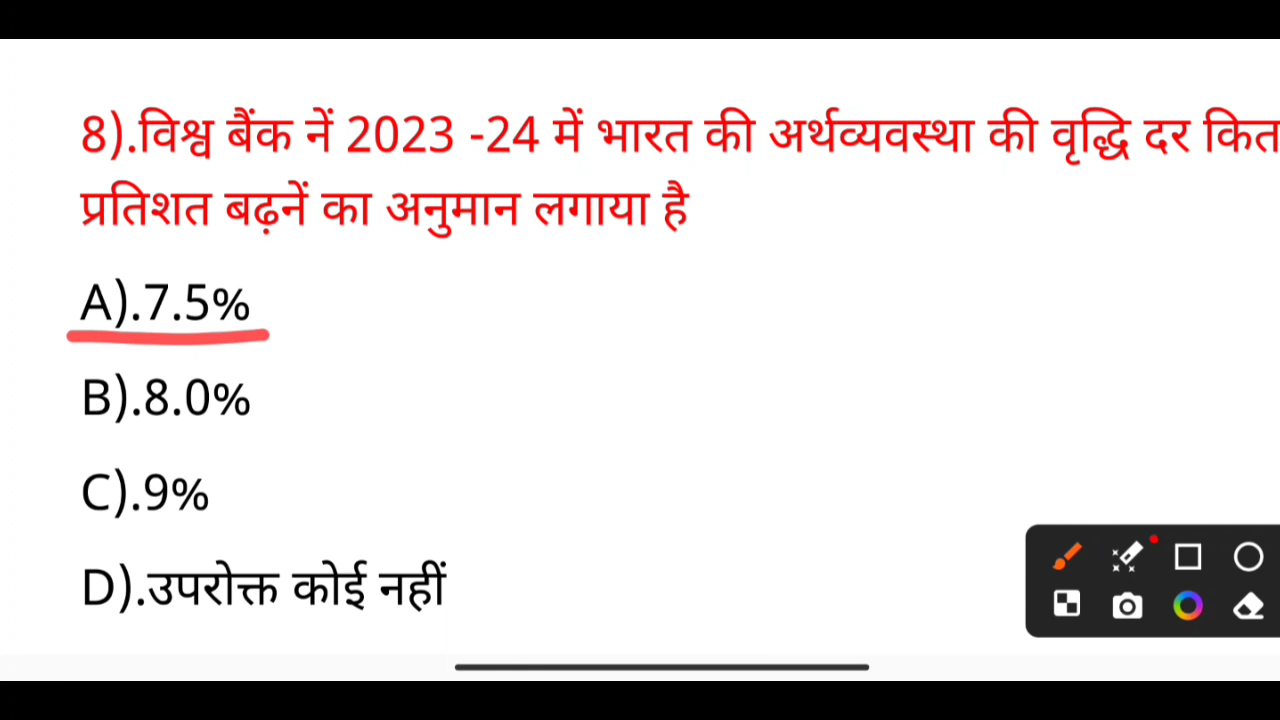 8).विश्व बैंक नें 2023 -24 में भारत की अर्थव्यवस्था की वृद्धि दर
प्रतिशत बढ़नें का अनुमान लगाया है
A).7.5%
B).8.0%
C).9%
D).उपरोक्त कोई नहीं